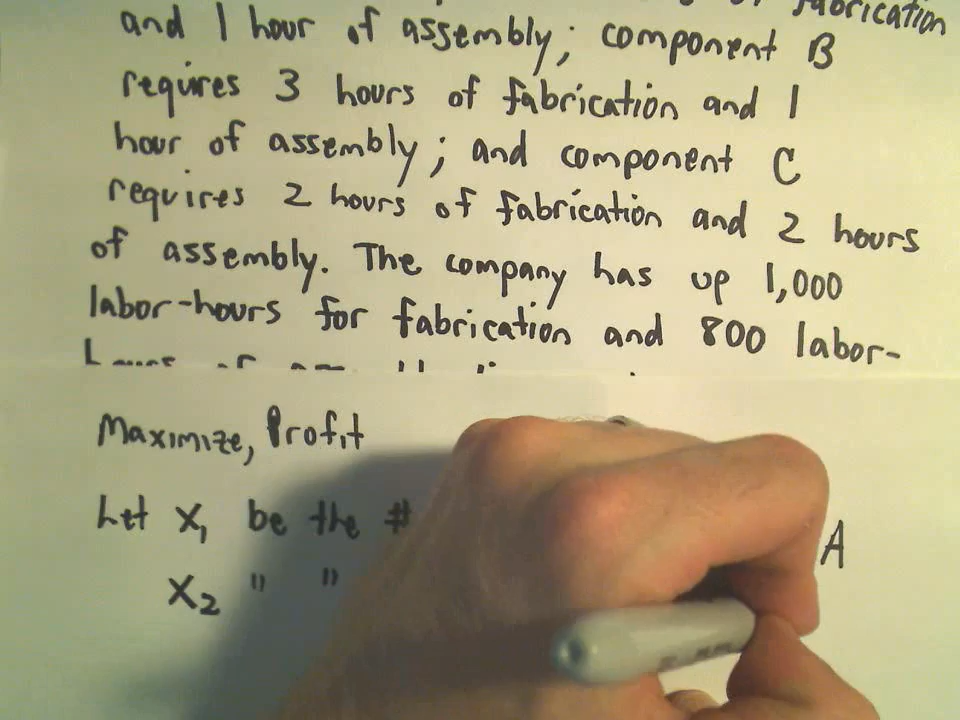 fabrication
and 1 hour of assembly; component B
requires 3 hours of fabrication and 1
hour of assembly; and component C
requires 2 hours of fabrication and 2 hours
of assembly. The company has up 1,000
labor-hours for fabrication and 800 labor-
Maximize, Profit
Let X₁ be the # A
X₂ " "